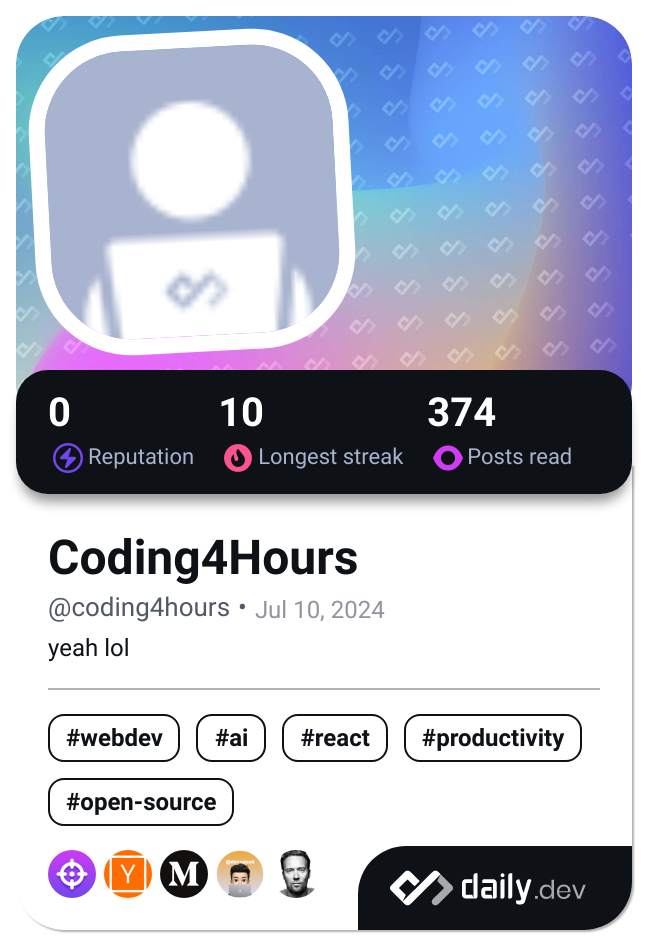 0 10 374
Reputation Longest streak Posts read
Coding4Hours
@coding4hours • Jul 10, 2024
yeah lol
#webdev #ai #react #productivity
#open-source
Y M
daily.dev